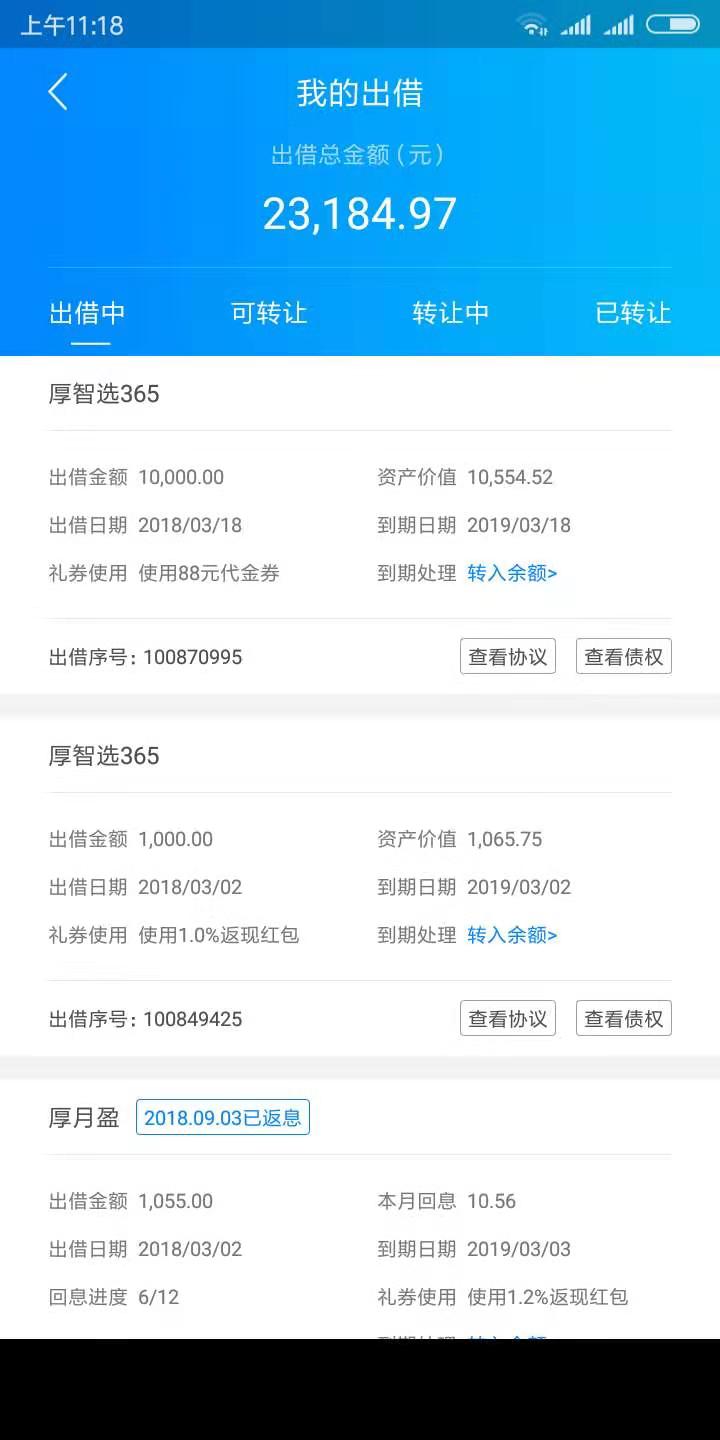 上午11:18
我的出借
出借总金额(元)
23,184.97
出借中 可转让 转让中 已转让
厚智选365
出借金额 10,000.00 资产价值 10,554.52
出借日期 2018/03/18 到期日期 2019/03/18
礼券使用 使用88元代金券 到期处理 转入余额>
出借序号: 100870995 查看协议 查看债权
厚智选365
出借金额 1,000.00 资产价值 1,065.75
出借日期 2018/03/02 到期日期 2019/03/02
礼券使用 使用1.0%返现红包 到期处理 转入余额>
出借序号: 100849425 查看协议 查看债权
厚月盈 2018.09.03已返息
出借金额 1,055.00 本月回息 10.56
出借日期 2018/03/02 到期日期 2019/03/03
回息进度 6/12 礼券使用 使用1.2%返现红包